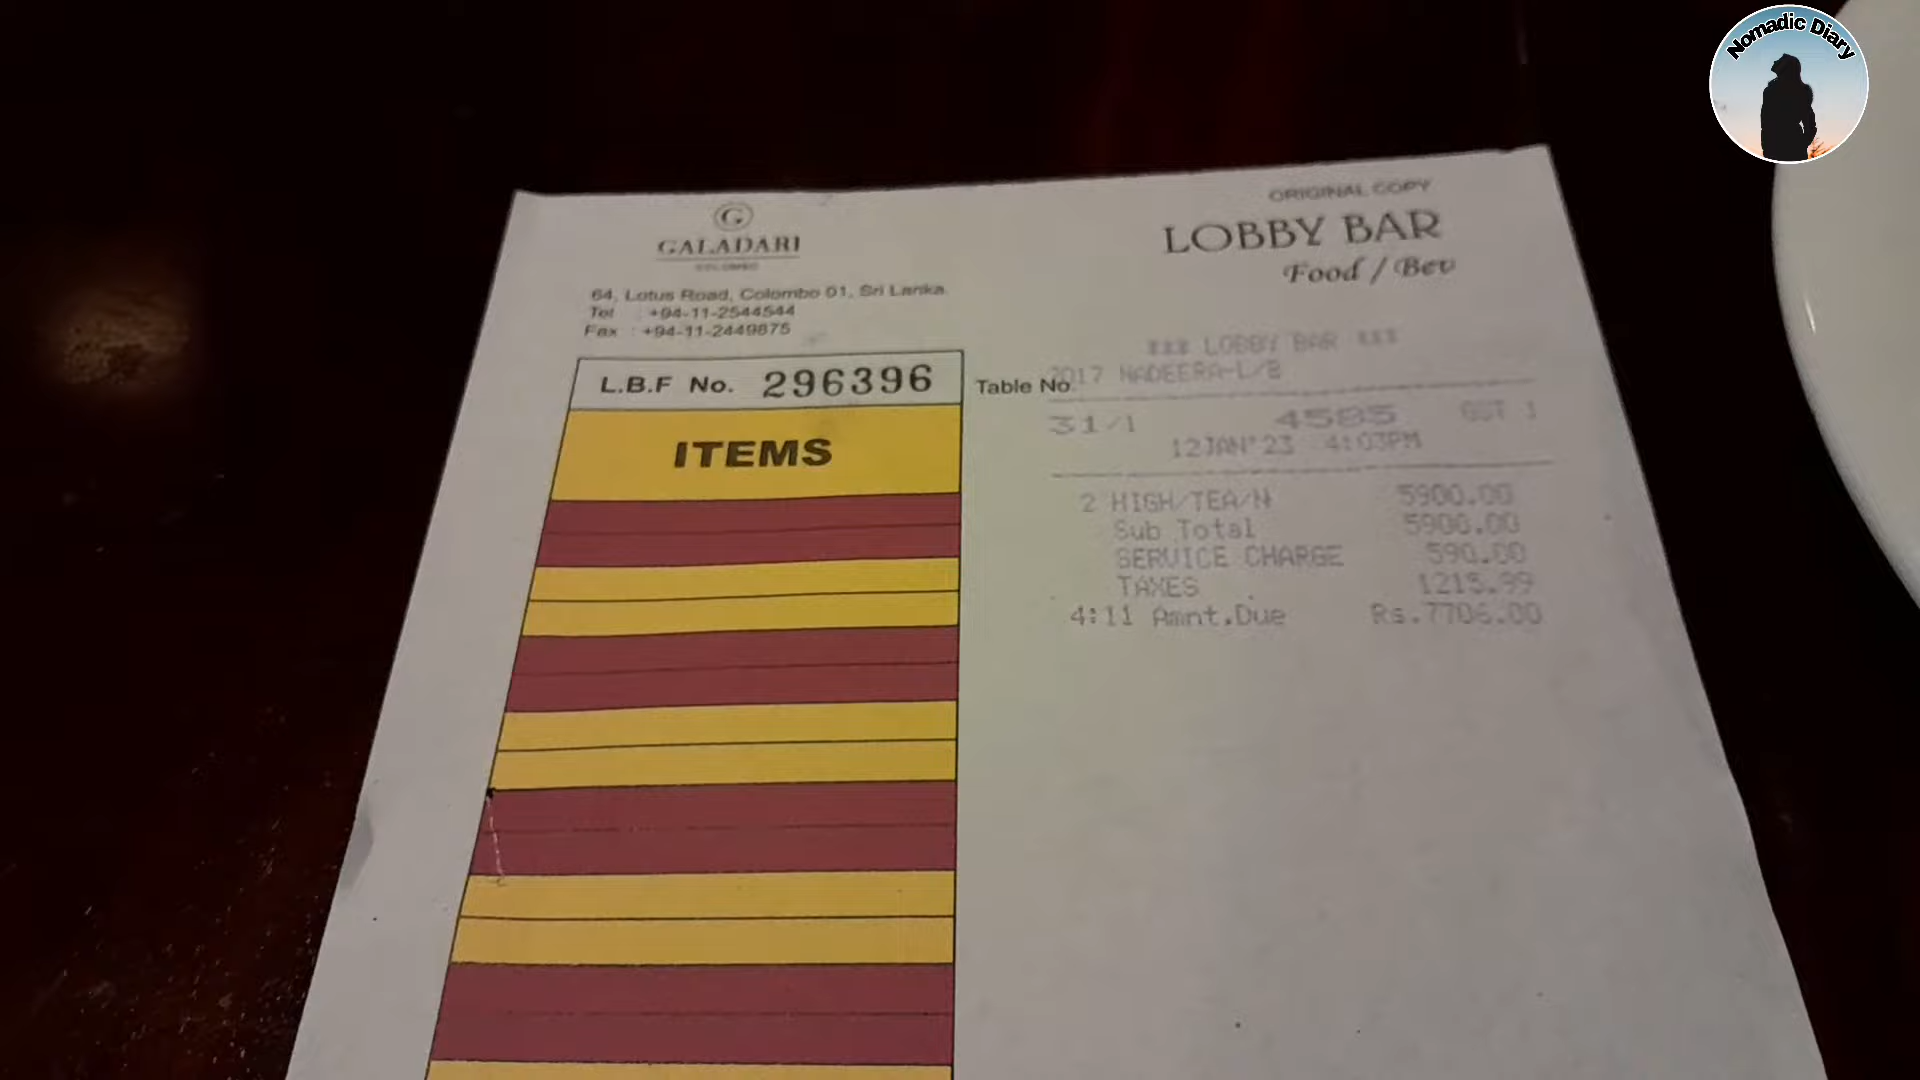 Nomadic Diary
G
GALADARI
COLOMBO
64, Lotus Road, Colombo 01, Sri Lanka.
Tel : +94-11-2544544
Fax : +94-11-2449875
ORIGINAL COPY
LOBBY BAR
Food / Bev
L.B.F No. 296396
Table No
ITEMS
*** LOBBY BAR ***
2017 NADEERA-L/B
31/1 4585 GST 1
12JAN'23 4:03PM
2 HIGH/TEA/N 5900.00
Sub Total 5900.00
SERVICE CHARGE 590.00
TAXES 1215.99
4:11 Amnt.Due Rs.7706.00